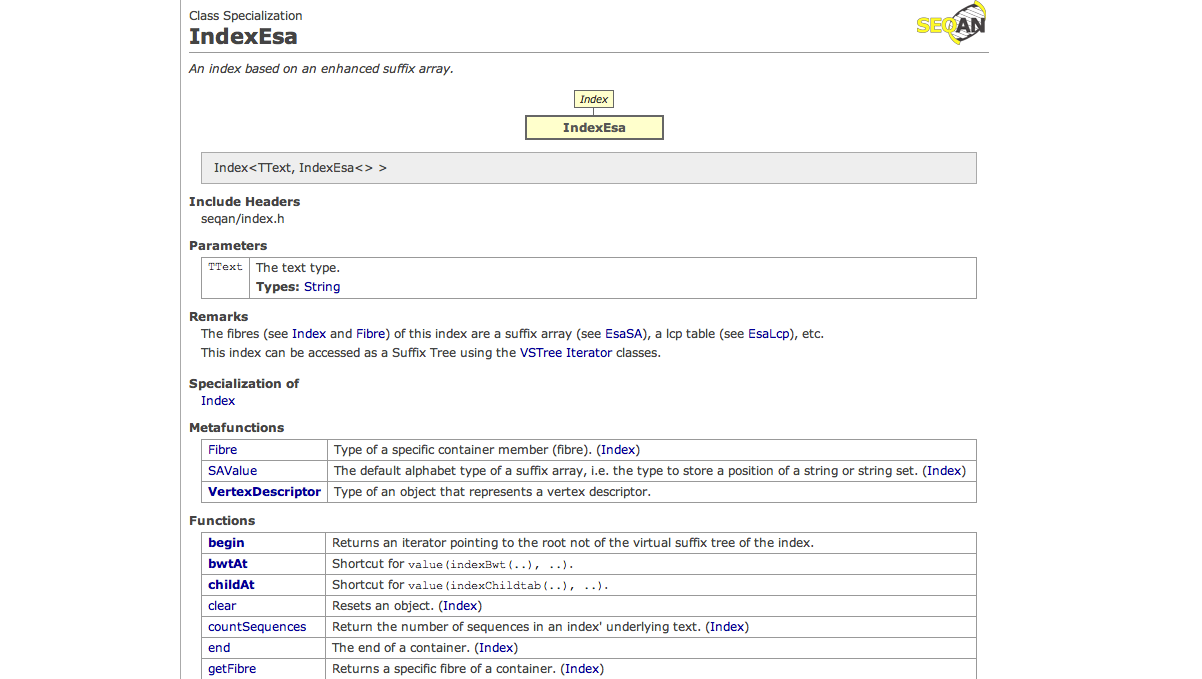 Class Specialization
IndexEsa
SEQAN
An index based on an enhanced suffix array.
Index
IndexEsa
Index<TText, IndexEsa<> >
Include Headers
seqan/index.h
Parameters
TText The text type.
Types: String
Remarks
The fibres (see Index and Fibre) of this index are a suffix array (see EsaSA), a lcp table (see EsaLcp), etc.
This index can be accessed as a Suffix Tree using the VSTree Iterator classes.
Specialization of
Index
Metafunctions
Fibre Type of a specific container member (fibre). (Index)
SAValue The default alphabet type of a suffix array, i.e. the type to store a position of a string or string set. (Index)
VertexDescriptor Type of an object that represents a vertex descriptor.
Functions
begin Returns an iterator pointing to the root not of the virtual suffix tree of the index.
bwtAt Shortcut for value(indexBwt(..), ..).
childAt Shortcut for value(indexChildtab(..), ..).
clear Resets an object. (Index)
countSequences Return the number of sequences in an index' underlying text. (Index)
end The end of a container. (Index)
getFibre Returns a specific fibre of a container. (Index)